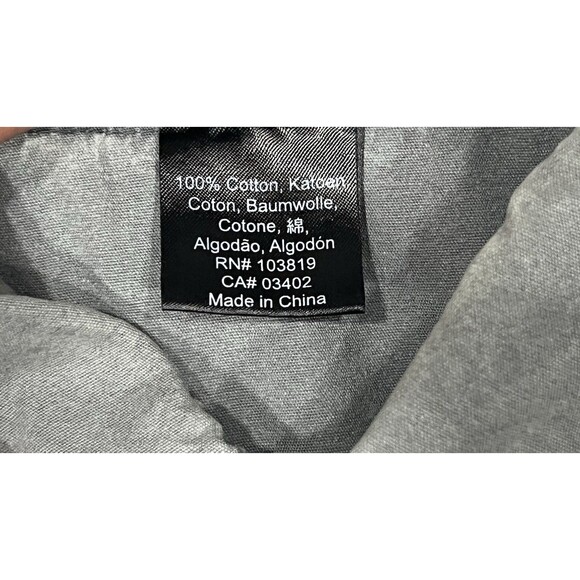 100% Cotton, Katoen,
Coton, Baumwolle,
Cotone, 綿,
Algodão, Algodón
RN# 103819
CA# 03402
Made in China